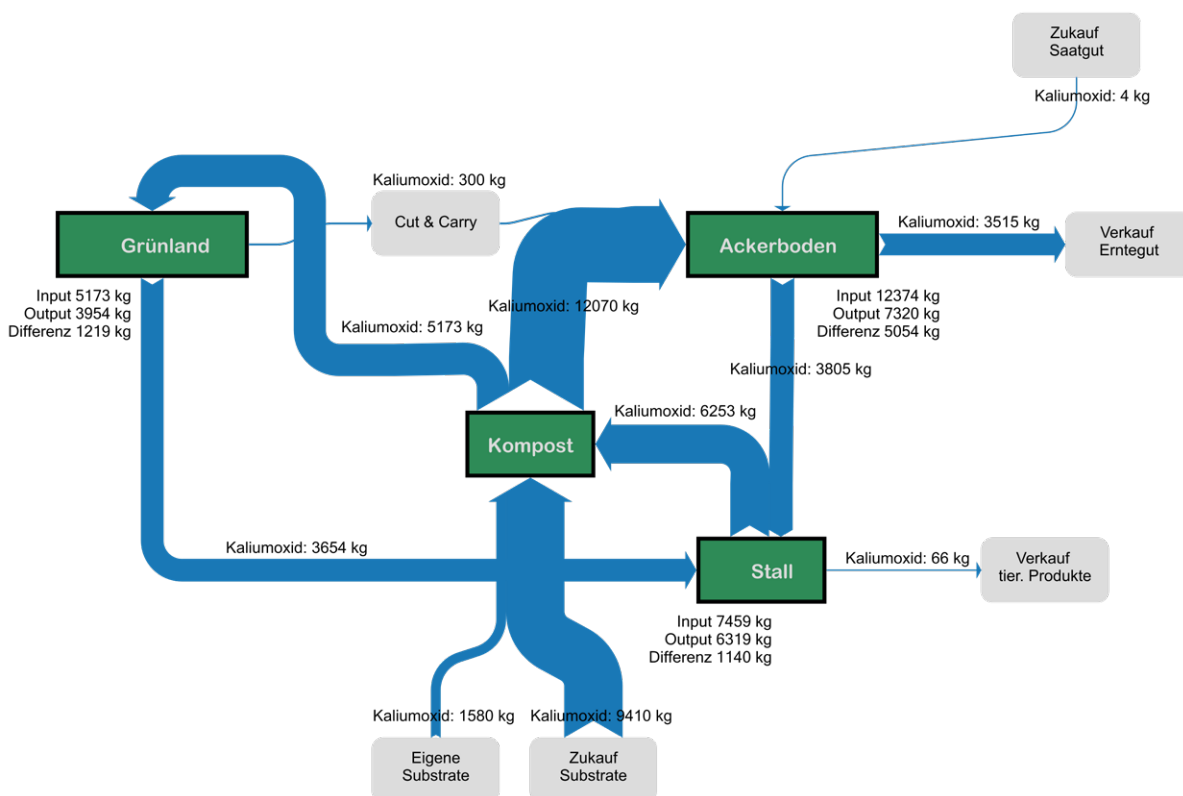 Zukauf
Saatgut
Kaliumoxid: 4 kg
Kaliumoxid: 300 kg
Cut & Carry
Grünland
Ackerboden
Kaliumoxid: 3515 kg
Verkauf
Erntegut
Input 5173 kg
Output 3954 kg
Differenz 1219 kg
Kaliumoxid: 12070 kg
Input 12374 kg
Output 7320 kg
Differenz 5054 kg
Kaliumoxid: 5173 kg
Kaliumoxid: 3805 kg
Kaliumoxid: 6253 kg
Kompost
Kaliumoxid: 3654 kg
Stall
Kaliumoxid: 66 kg
Verkauf
tier. Produkte
Input 7459 kg
Output 6319 kg
Differenz 1140 kg
Kaliumoxid: 1580 kg
Kaliumoxid: 9410 kg
Eigene
Substrate
Zukauf
Substrate